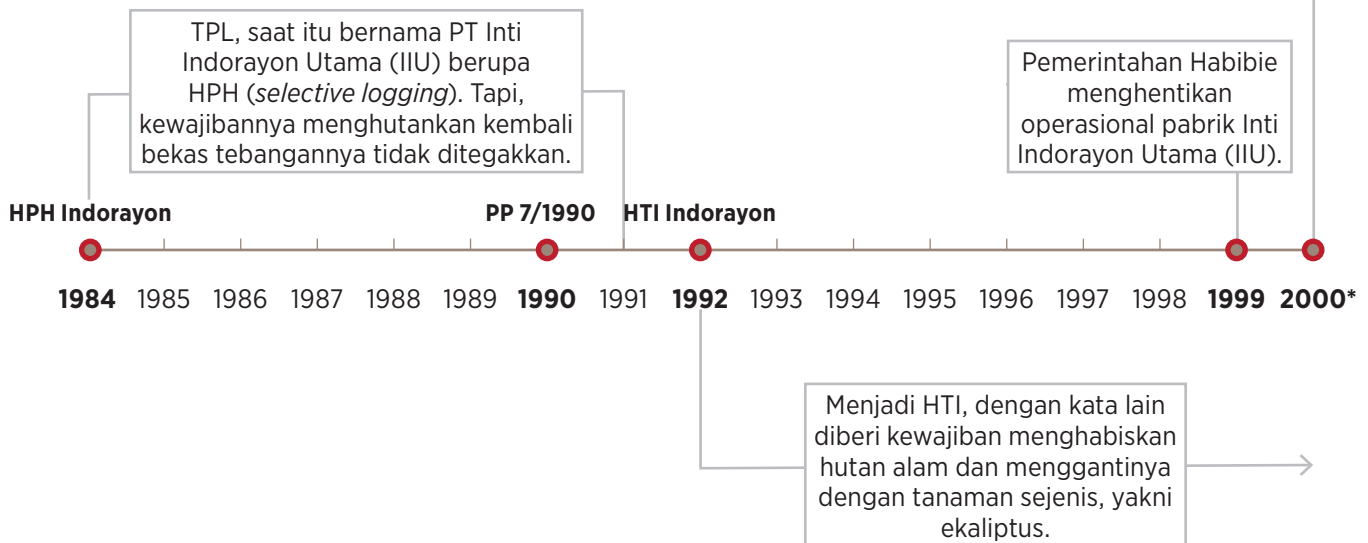 TPL, saat itu bernama PT Inti
Indorayon Utama (IIU) berupa
HPH (selective logging). Tapi,
kewajibannya menghutankan kembali
bekas tebangannya tidak ditegakkan.
Pemerintahan Habibie
menghentikan
operasional pabrik Inti
Indorayon Utama (IIU).
HPH Indorayon PP 7/1990 HTI Indorayon
1984 1985 1986 1987 1988 1989 1990 1991 1992 1993 1994 1995 1996 1997 1998 1999 2000*
Menjadi HTI, dengan kata lain
diberi kewajiban menghabiskan
hutan alam dan menggantinya
dengan tanaman sejenis, yakni
ekaliptus.